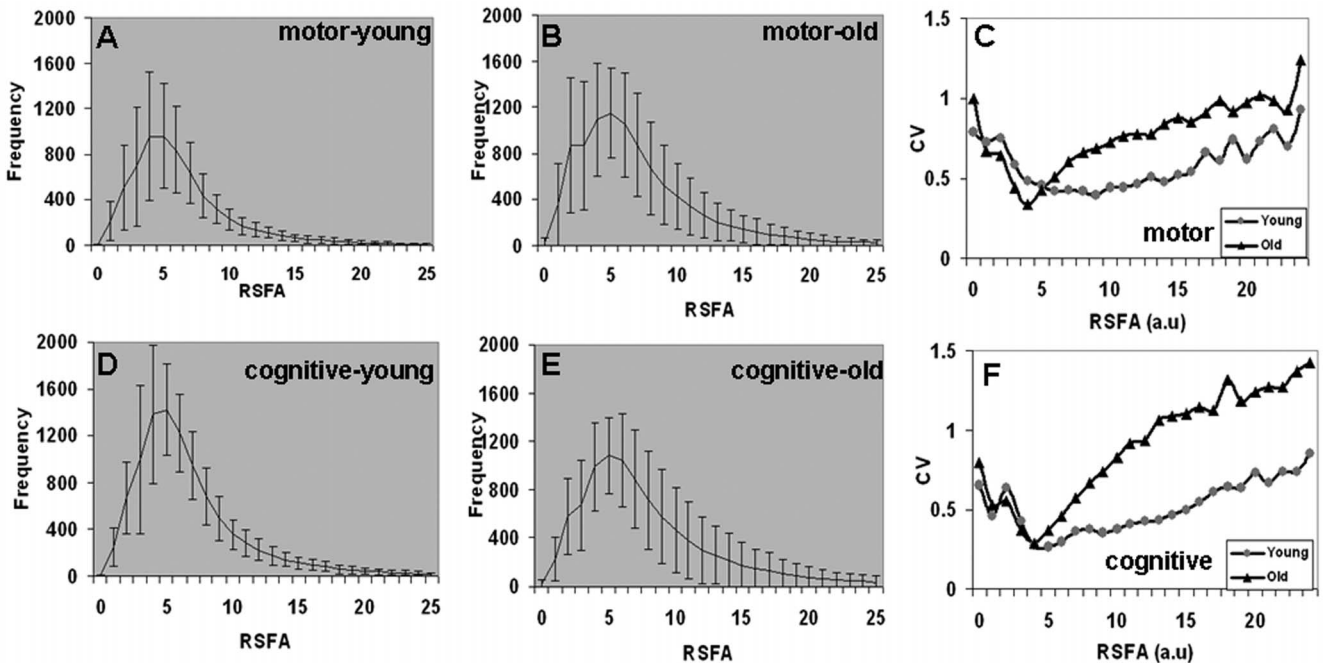 A
motor-young
Frequency
2000
1600
1200
800
400
0
0 5 10 15 20 25
RSFA
B
motor-old
Frequency
2000
1600
1200
800
400
0
0 5 10 15 20 25
RSFA
C
CV
1.5
1
0.5
0
motor
Young
Old
0 5 10 15 20
RSFA (a.u)
D
cognitive-young
Frequency
2000
1600
1200
800
400
0
0 5 10 15 20 25
RSFA
E
cognitive-old
Frequency
2000
1600
1200
800
400
0
0 5 10 15 20 25
RSFA
F
CV
1.5
1
0.5
0
cognitive
Young
Old
0 5 10 15 20
RSFA (a.u)